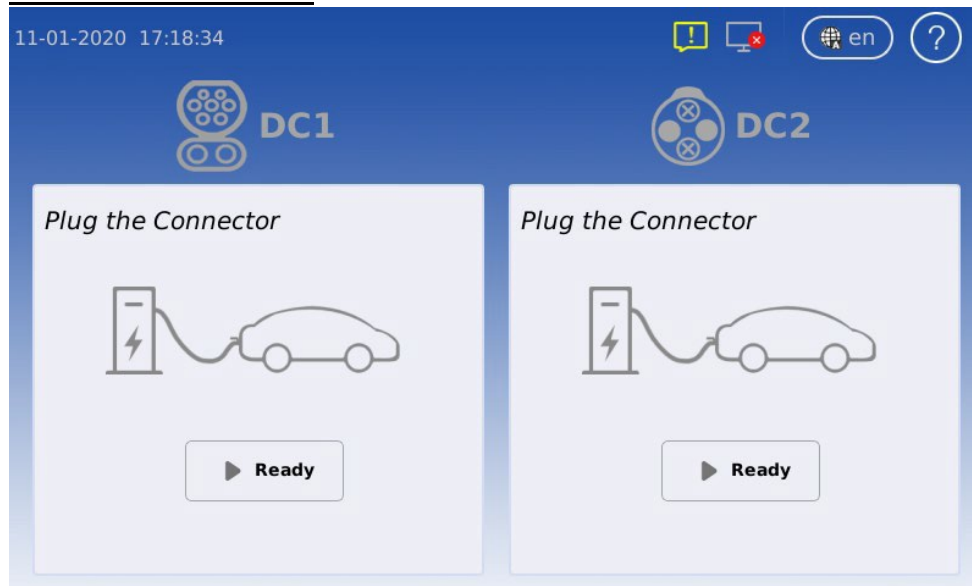 11-01-2020 17:18:34
! en ?
DC1
DC2
Plug the Connector
Plug the Connector
Ready
Ready